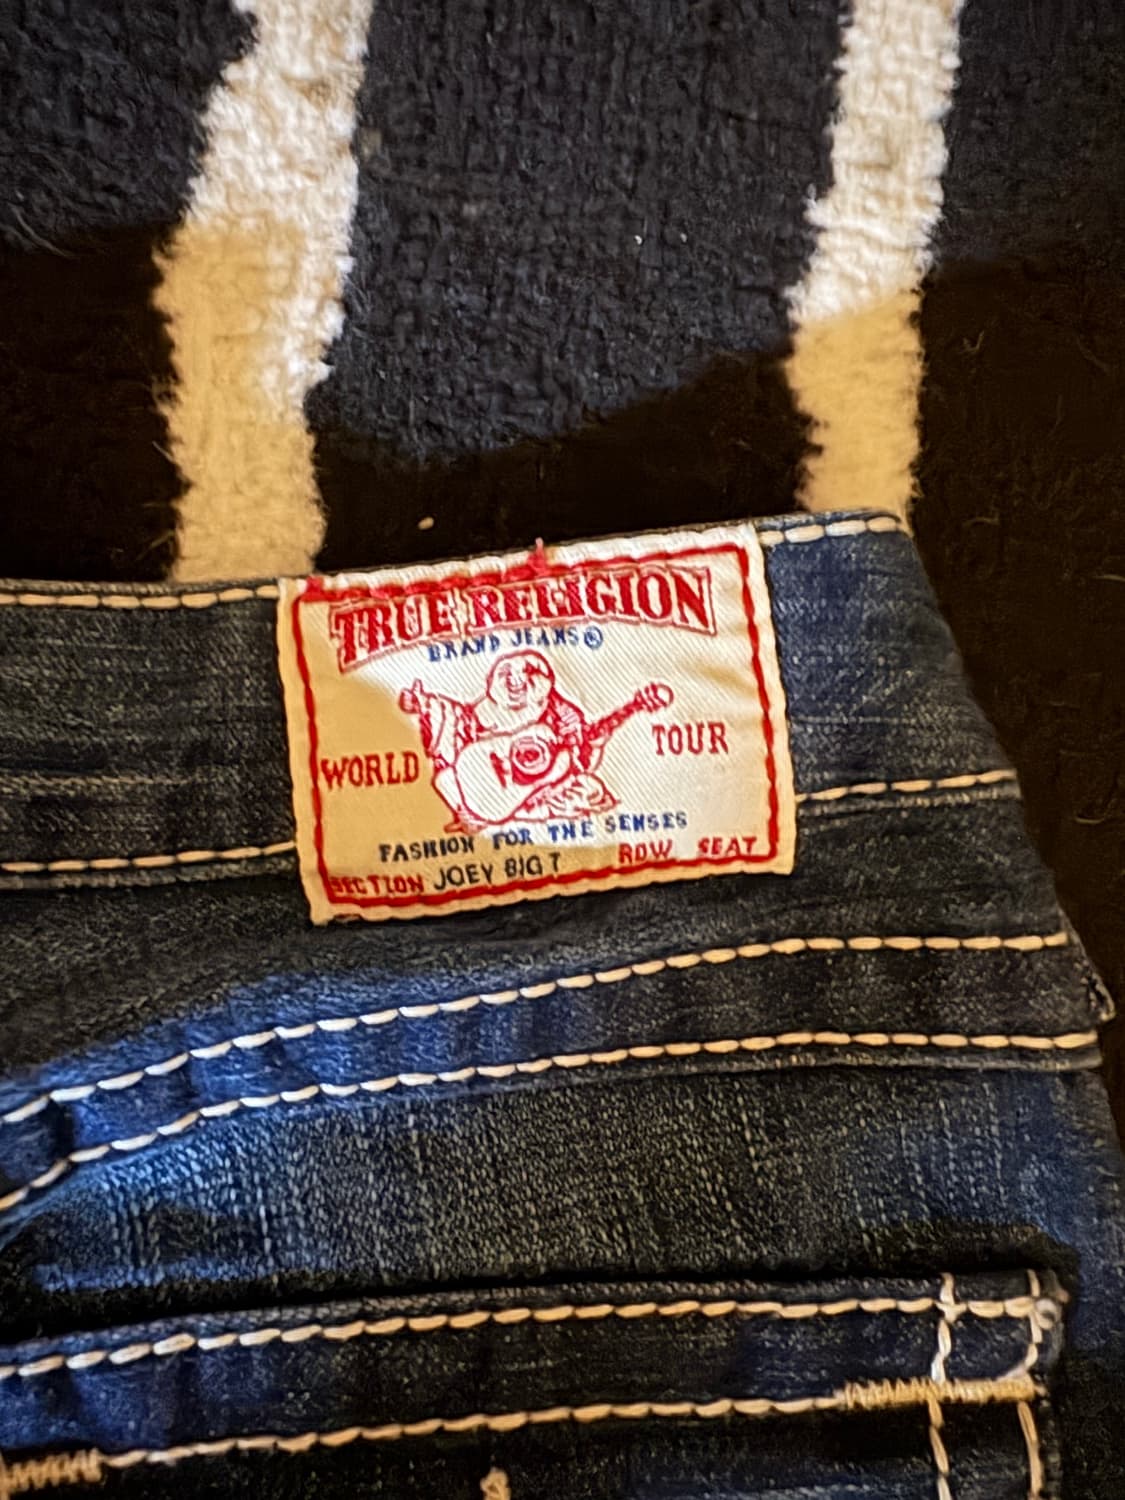 TRUE RELIGION
BRAND JEANS®
WORLD TOUR
FASHION FOR THE SENSES
ROW SEAT
SECTION JOEY BIG T